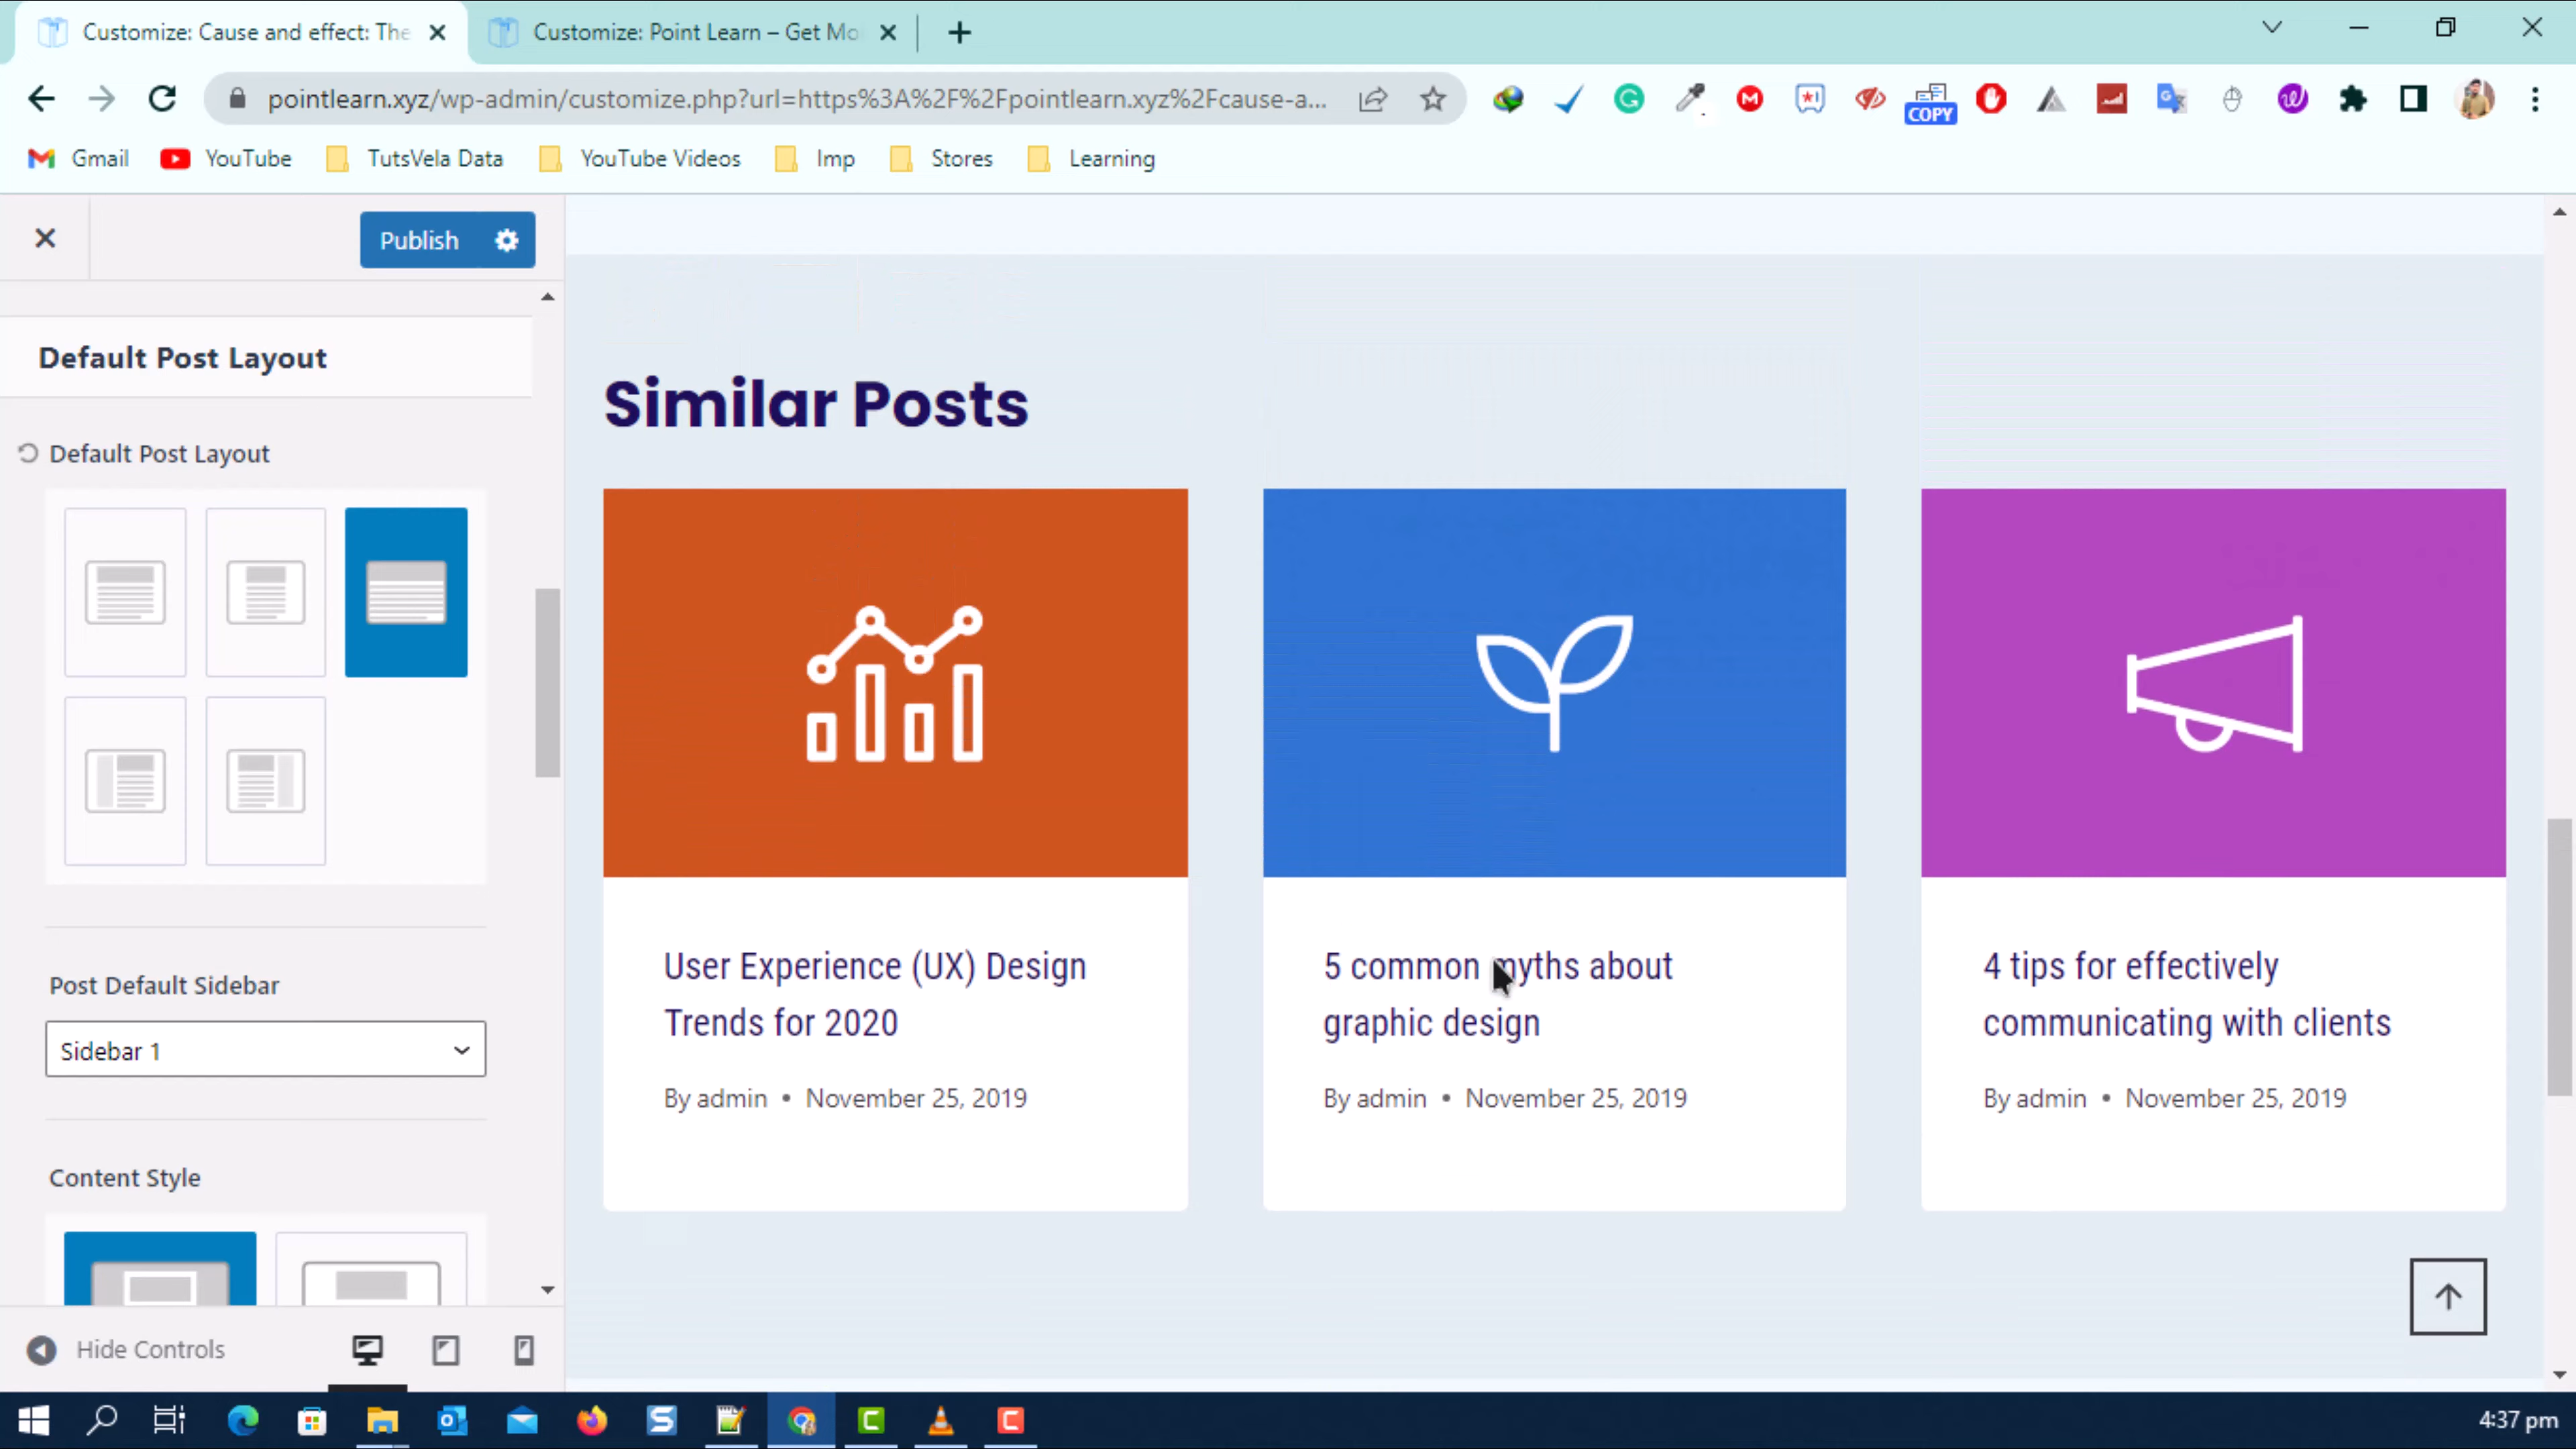 Customize: Cause and effect: The
Customize: Point Learn – Get Mo
pointlearn.xyz/wp-admin/customize.php?url=https%3A%2F%2Fpointlearn.xyz%2Fcause-a...
COPY
Gmail
YouTube
TutsVela Data
YouTube Videos
Imp
Stores
Learning
Publish
Default Post Layout
Default Post Layout
Post Default Sidebar
Sidebar 1
Content Style
Hide Controls
Similar Posts
User Experience (UX) Design
Trends for 2020
By admin • November 25, 2019
5 common myths about
graphic design
By admin • November 25, 2019
4 tips for effectively
communicating with clients
By admin • November 25, 2019
4:37 pm